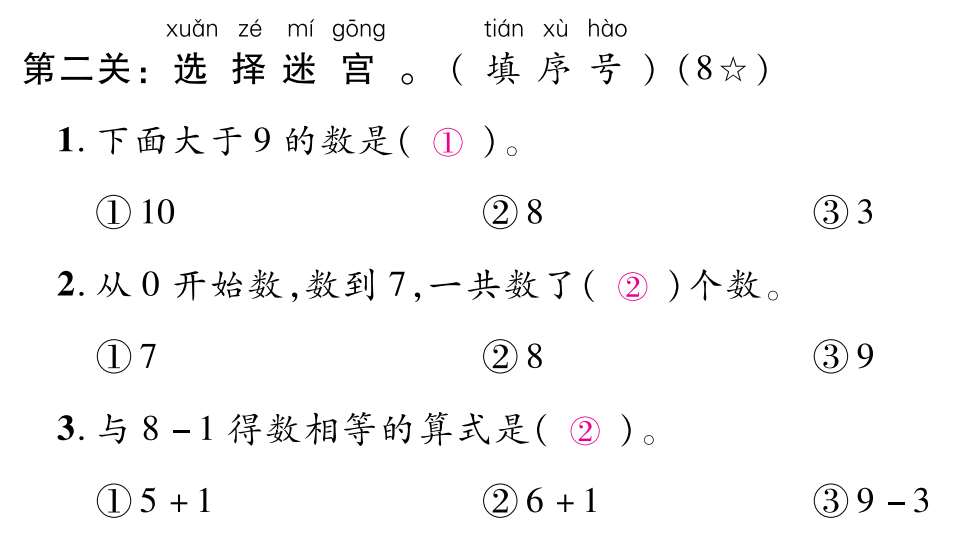 xuǎn zé mí gōng tián xù hào
第二关:选择迷宫。(填序号)(8☆)
1.下面大于9的数是(①)。
①10 ②8 ③3
2.从0开始数,数到7,一共数了(②)个数。
①7 ②8 ③9
3.与8-1得数相等的算式是(②)。
①5+1 ②6+1 ③9-3